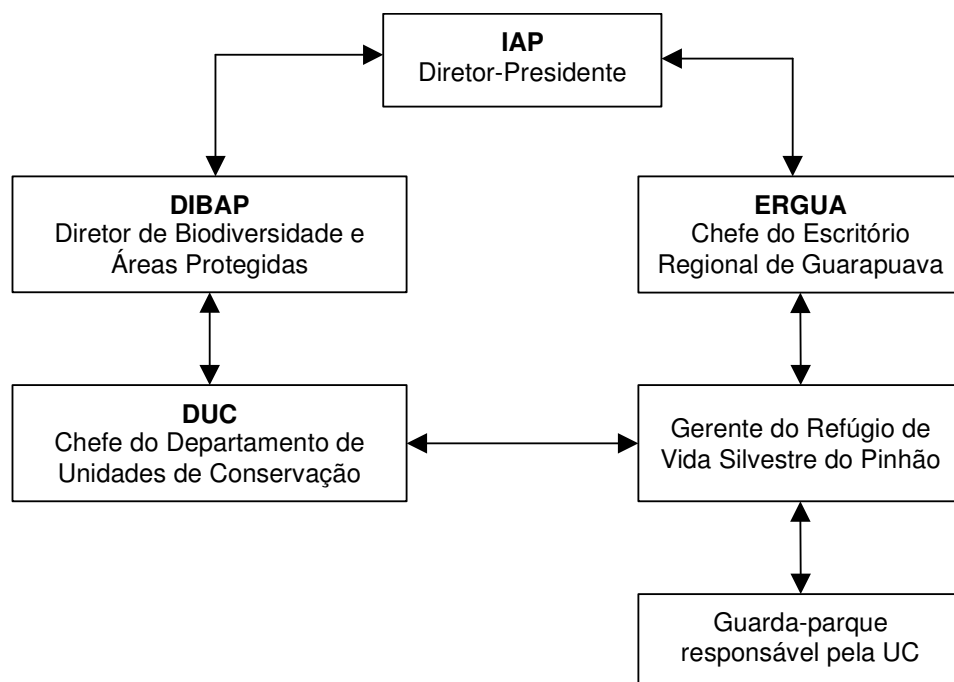 IAP
Diretor-Presidente
DIBAP
Diretor de Biodiversidade e
Áreas Protegidas
ERGUA
Chefe do Escritório
Regional de Guarapuava
DUC
Chefe do Departamento de
Unidades de Conservação
Gerente do Refúgio de
Vida Silvestre do Pinhão
Guarda-parque
responsável pela UC